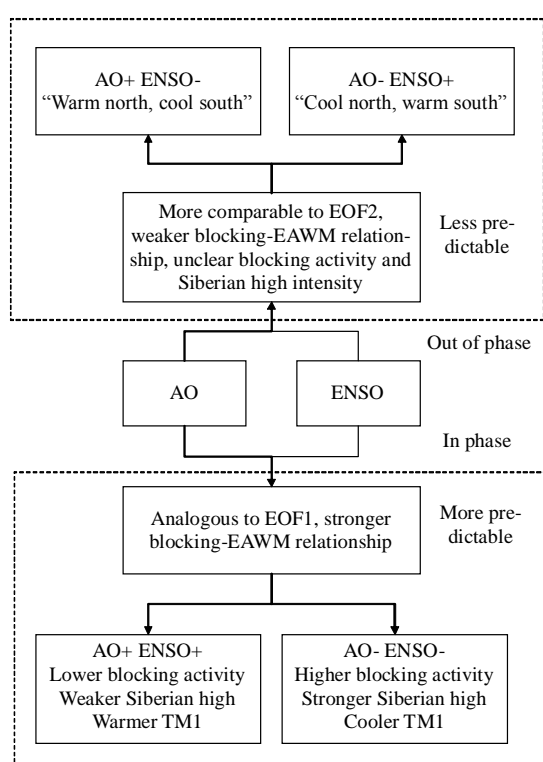 AO+ ENSO-
“Warm north, cool south”
AO- ENSO+
“Cool north, warm south”
More comparable to EOF2,
weaker blocking-EAWM relation-
ship, unclear blocking activity and
Siberian high intensity
Less pre-
dictable
Out of phase
AO
ENSO
In phase
Analogous to EOF1, stronger
blocking-EAWM relationship
More pre-
dictable
AO+ ENSO+
Lower blocking activity
Weaker Siberian high
Warmer TM1
AO- ENSO-
Higher blocking activity
Stronger Siberian high
Cooler TM1